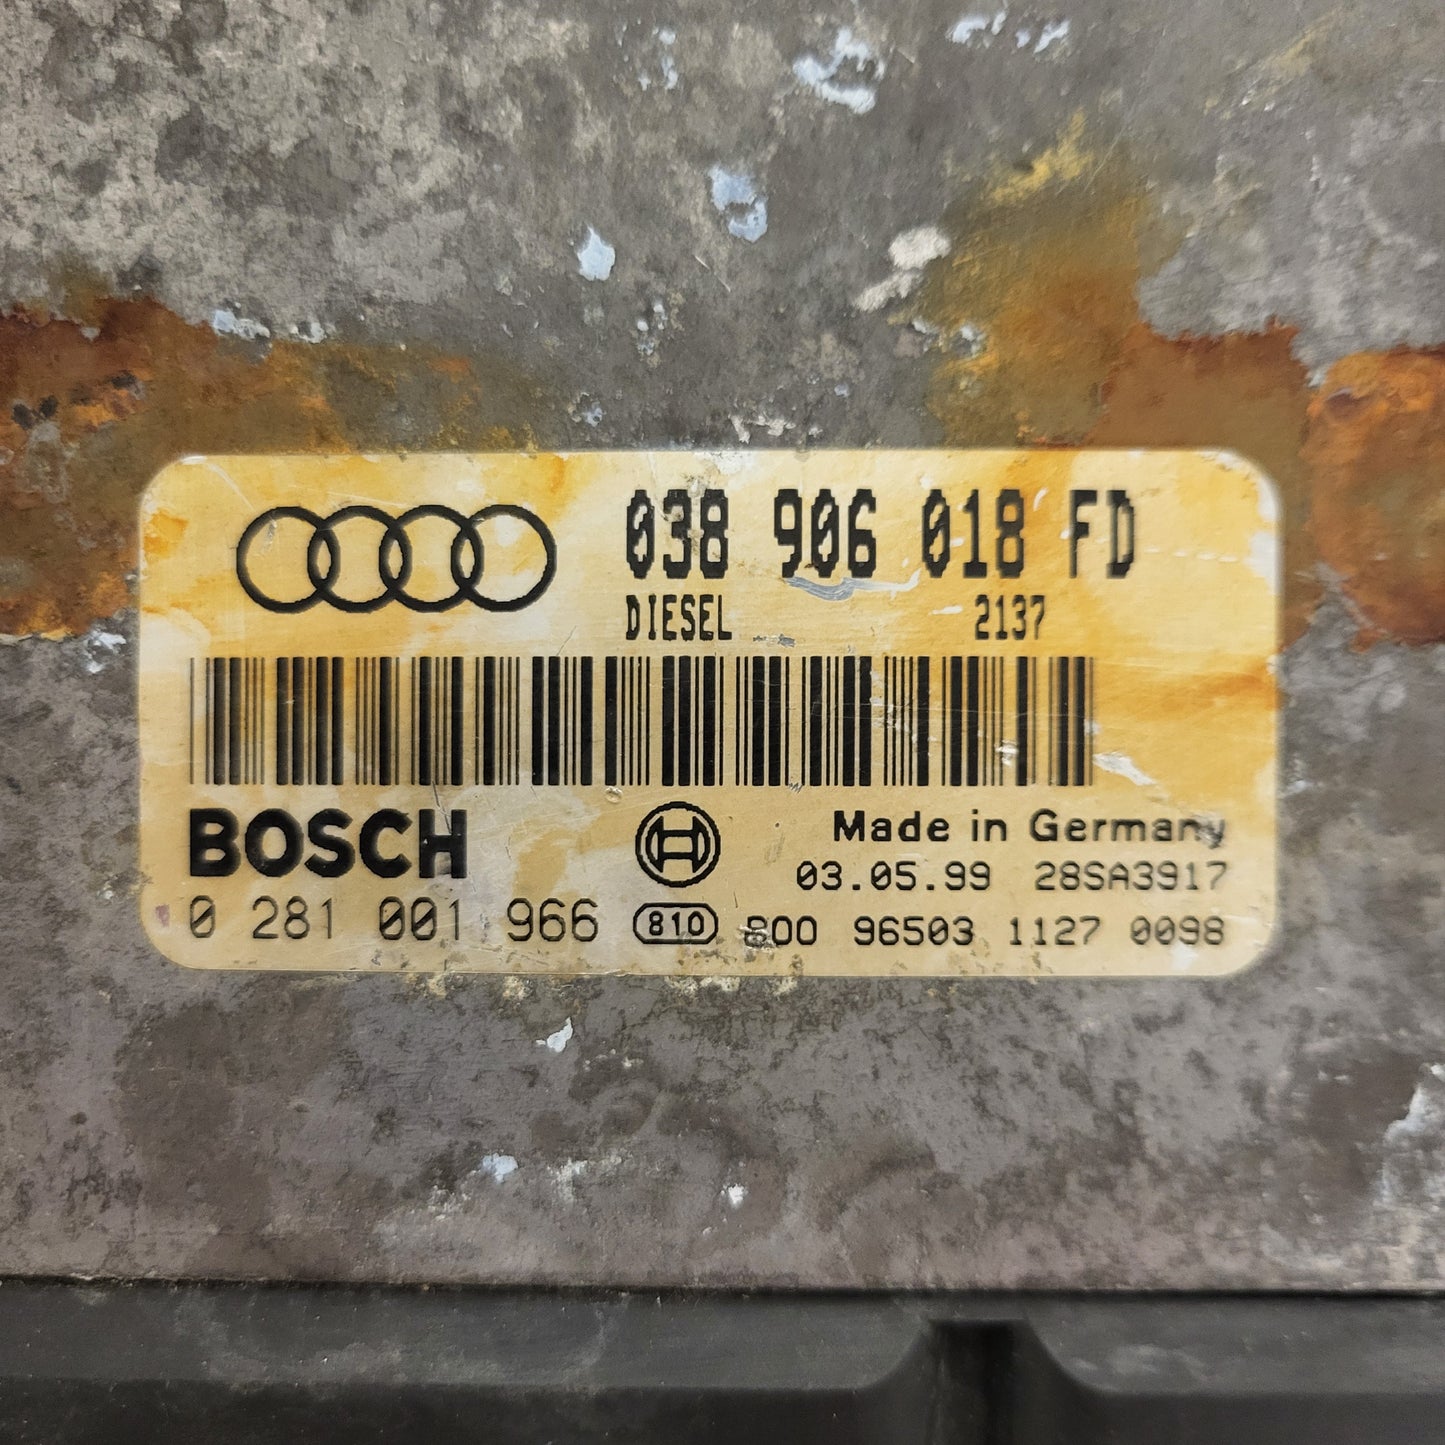 038 906 018 FD
DIESEL 2137
BOSCH
Made in Germany
03.05.99 28SA3917
0 281 001 966 810 800 96503 1127 0098